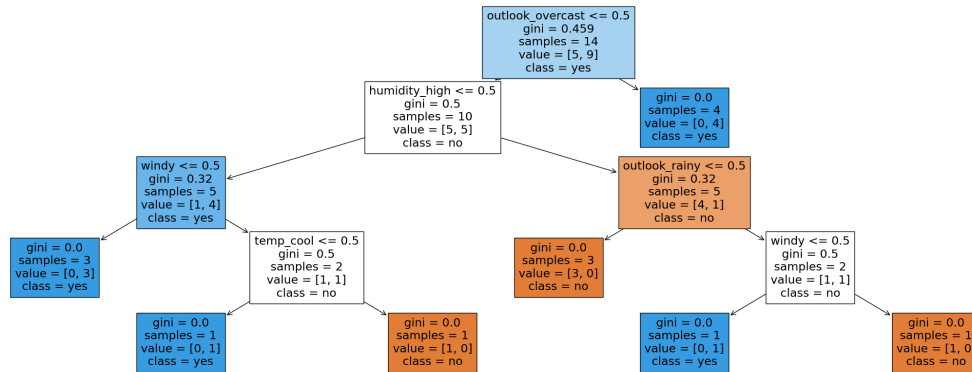 outlook_overcast <= 0.5
gini = 0.459
samples = 14
value = [5, 9]
class = yes
humidity_high <= 0.5
gini = 0.5
samples = 10
value = [5, 5]
class = no
gini = 0.0
samples = 4
value = [0, 4]
class = yes
windy <= 0.5
gini = 0.32
samples = 5
value = [1, 4]
class = yes
outlook_rainy <= 0.5
gini = 0.32
samples = 5
value = [4, 1]
class = no
gini = 0.0
samples = 3
value = [0, 3]
class = yes
temp_cool <= 0.5
gini = 0.5
samples = 2
value = [1, 1]
class = no
gini = 0.0
samples = 3
value = [3, 0]
class = no
windy <= 0.5
gini = 0.5
samples = 2
value = [1, 1]
class = no
gini = 0.0
samples = 1
value = [0, 1]
class = yes
gini = 0.0
samples = 1
value = [1, 0]
class = no
gini = 0.0
samples = 1
value = [0, 1]
class = yes
gini = 0.0
samples = 1
value = [1, 0
class = no